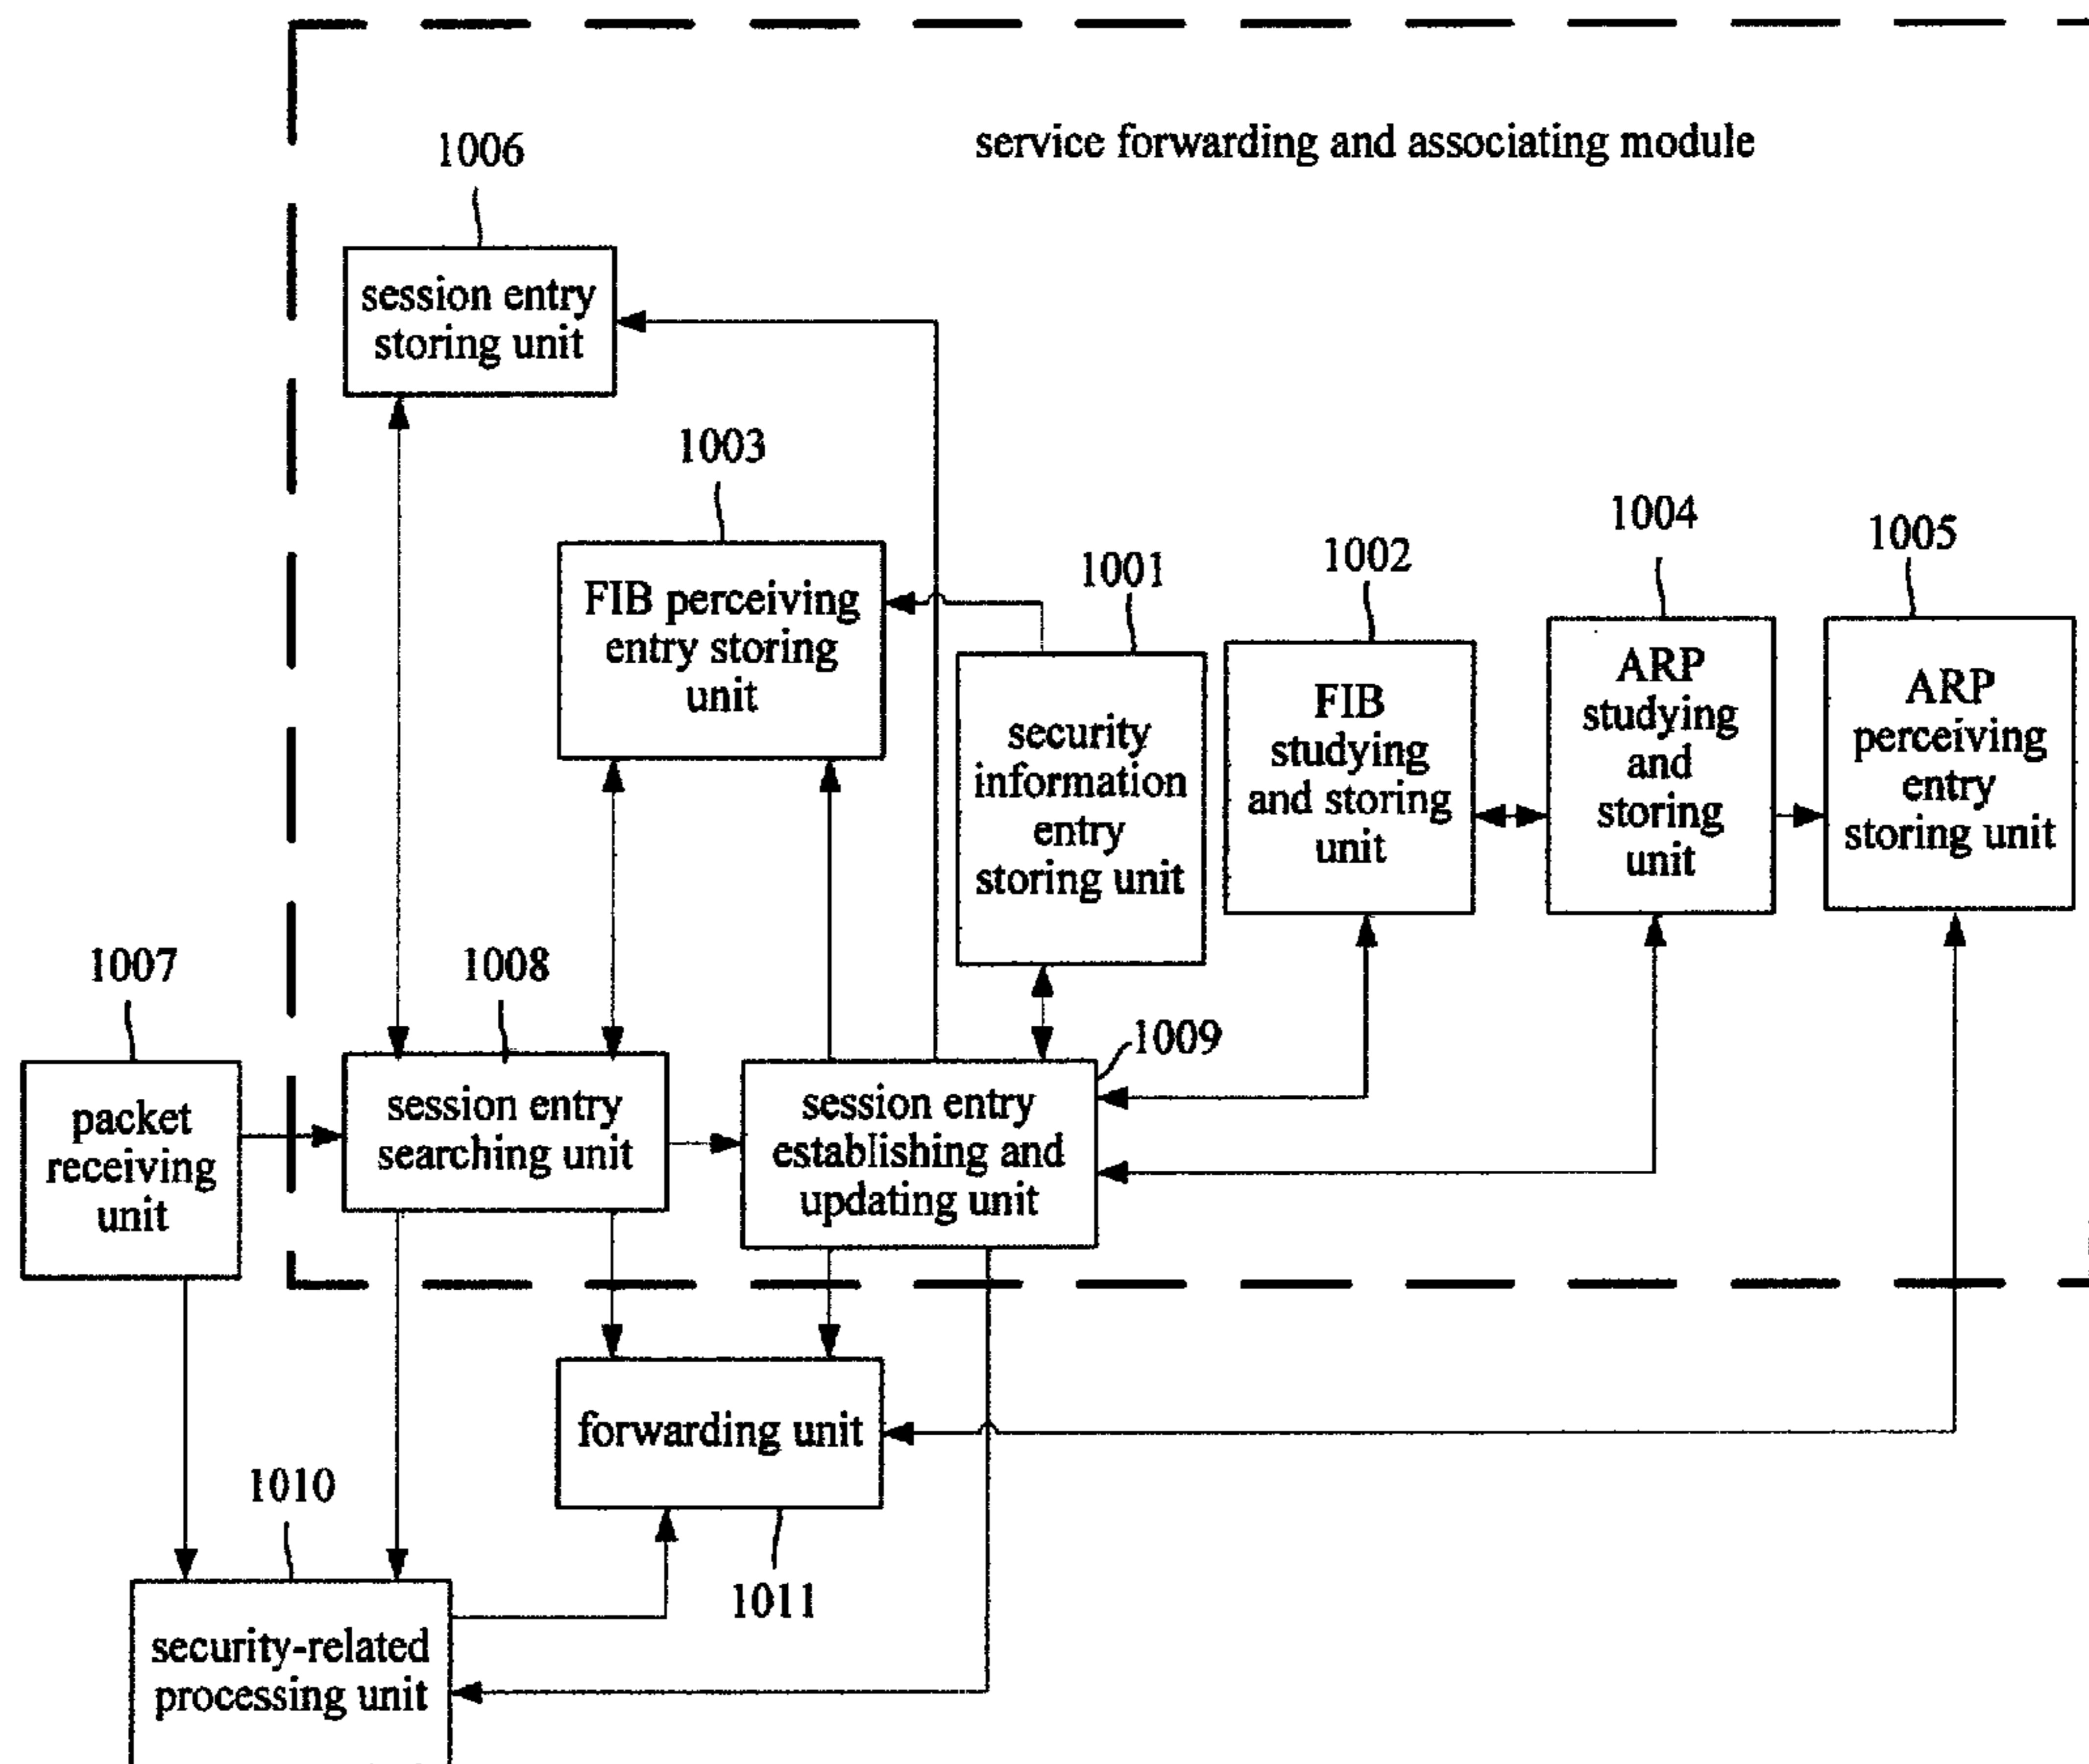 service forwarding and associating module
1006
session entry
storing unit
1003
FIB perceiving
entry storing
unit
1001
security
information
entry
storing unit
1002
FIB
studying
and storing
unit
1004
ARP
studying
and
storing
unit
1005
ARP
perceiving
entry
storing unit
1007
packet
receiving
unit
1008
session entry
searching unit
1009
session entry
establishing and
updating unit
forwarding unit
1011
1010
security-related
processing unit